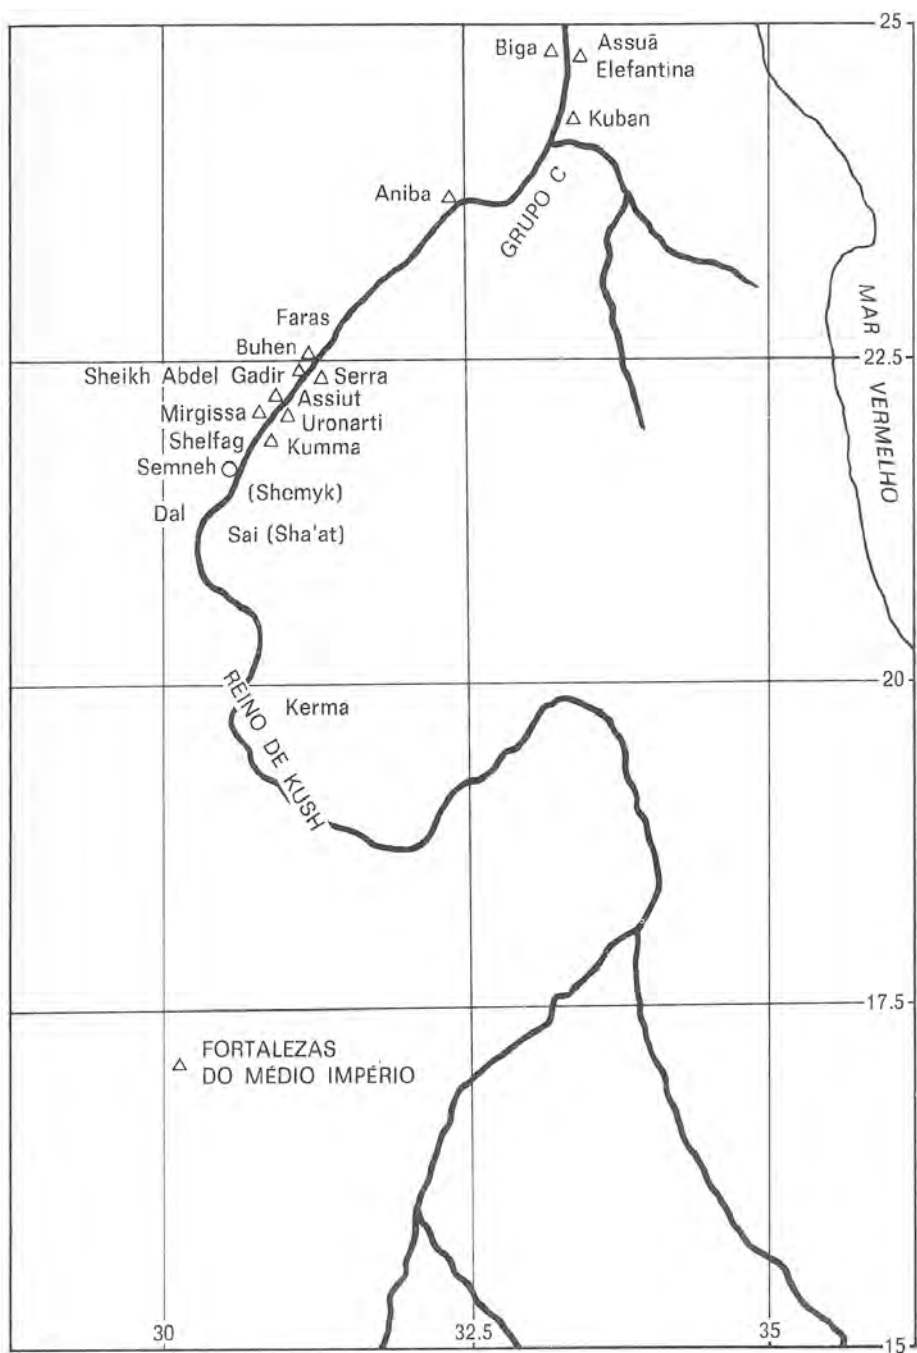 25
Biga
Assuã
Elefantina
Kuban
Aniba
GRUPO C
Faras
Buhen
MAR VERMELHO
22.5
Sheikh Abdel Gadir
Serra
Assiut
Mirgissa
Uronarti
Shelfag
Kumma
Semneh
(Shemyk)
Dal
Sai (Sha'at)
20
REINO DE KUSH
Kerma
17.5
FORTALEZAS
DO MÉDIO IMPÉRIO
30
32.5
35
15